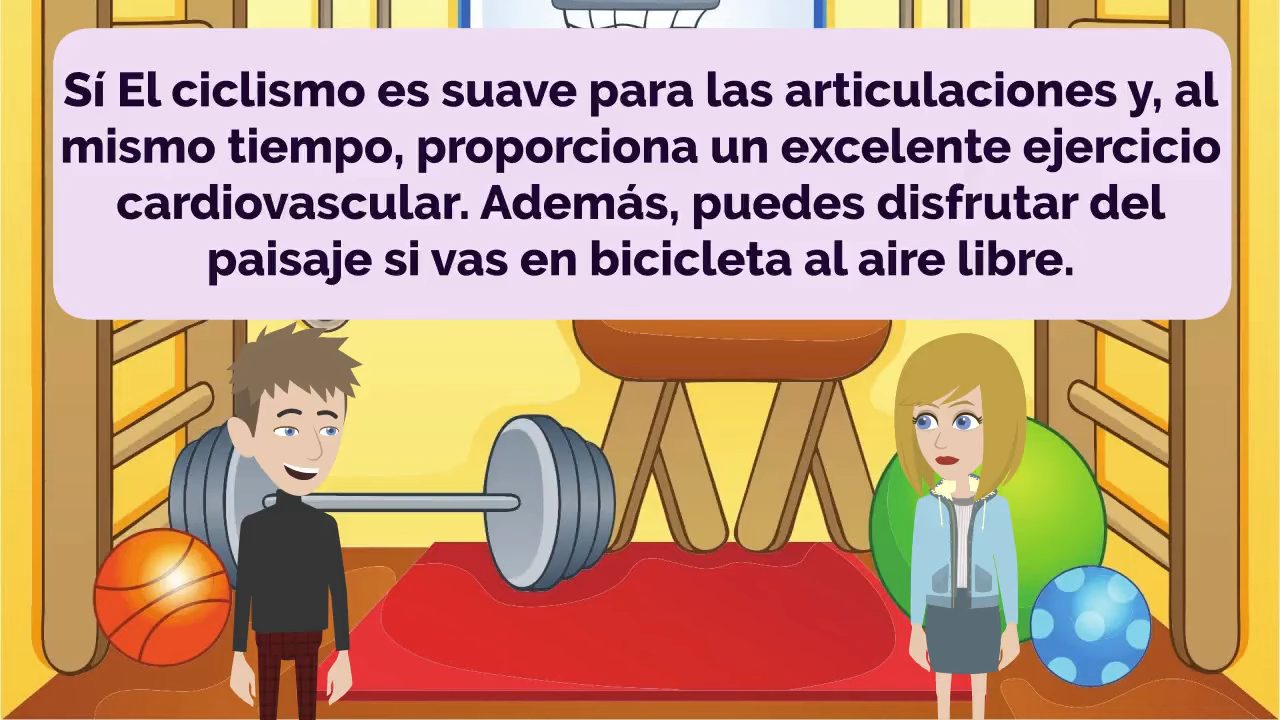 Sí El ciclismo es suave para las articulaciones y, al
mismo tiempo, proporciona un excelente ejercicio
cardiovascular. Además, puedes disfrutar del
paisaje si vas en bicicleta al aire libre.